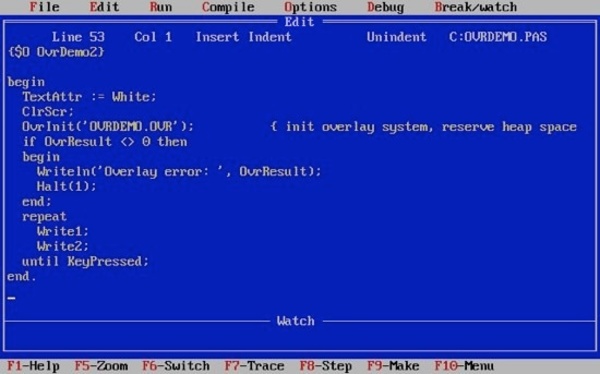 File Edit Run Compile Options Debug Break/watch
Edit
Line 53 Col 1 Insert Indent Unindent C:OVRDEMO.PAS
{$O OvrDemo2}
begin
TextAttr := White;
ClrScr;
OvrInit('OVRDEMO.OVR'); { init overlay system, reserve heap space
if OvrResult <> 0 then
begin
Writeln('Overlay error: ', OvrResult);
Halt(1);
end;
repeat
Write1;
Write2;
until KeyPressed;
end.
Watch
F1-Help F5-Zoom F6-Switch F7-Trace F8-Step F9-Make F10-Menu